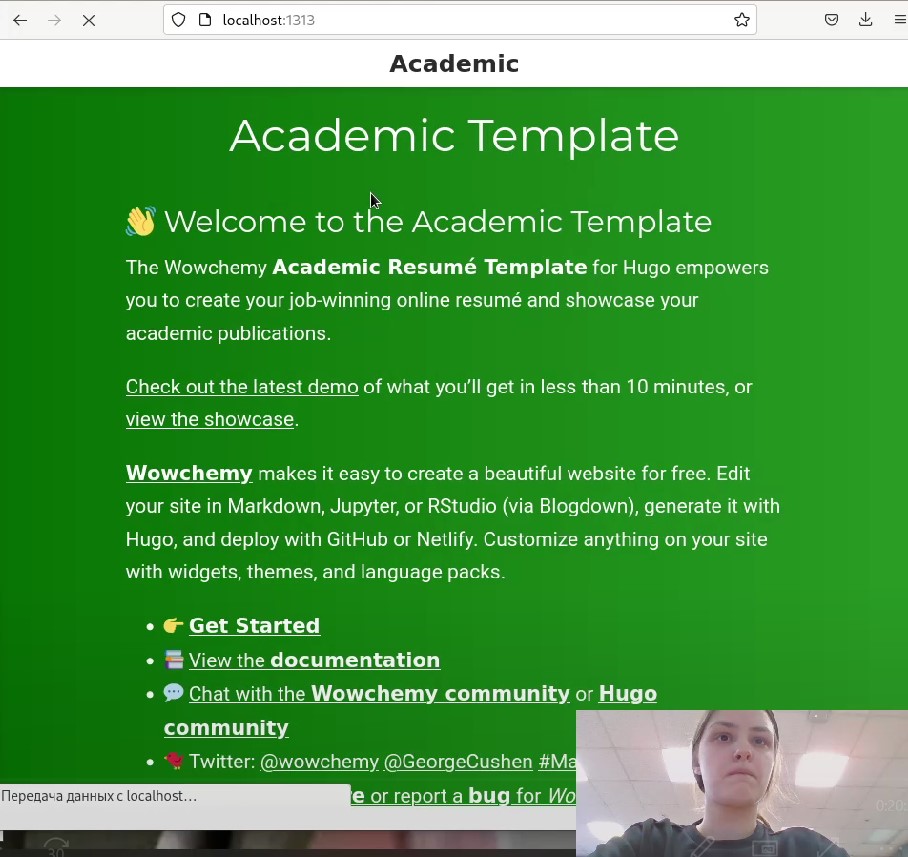 localhost:1313
Academic
Academic Template
👋 Welcome to the Academic Template
The Wowchemy Academic Resumé Template for Hugo empowers
you to create your job-winning online resumé and showcase your
academic publications.
Check out the latest demo of what you’ll get in less than 10 minutes, or
view the showcase.
Wowchemy makes it easy to create a beautiful website for free. Edit
your site in Markdown, Jupyter, or RStudio (via Blogdown), generate it with
Hugo, and deploy with GitHub or Netlify. Customize anything on your site
with widgets, themes, and language packs.
• 👉 Get Started
• 📚 View the documentation
• 💬 Chat with the Wowchemy community or Hugo
community
• 🐦 Twitter: @wowchemy @GeorgeCushen #Ma
e or report a bug for Wo
Передача данных с localhost…
0:20:
30